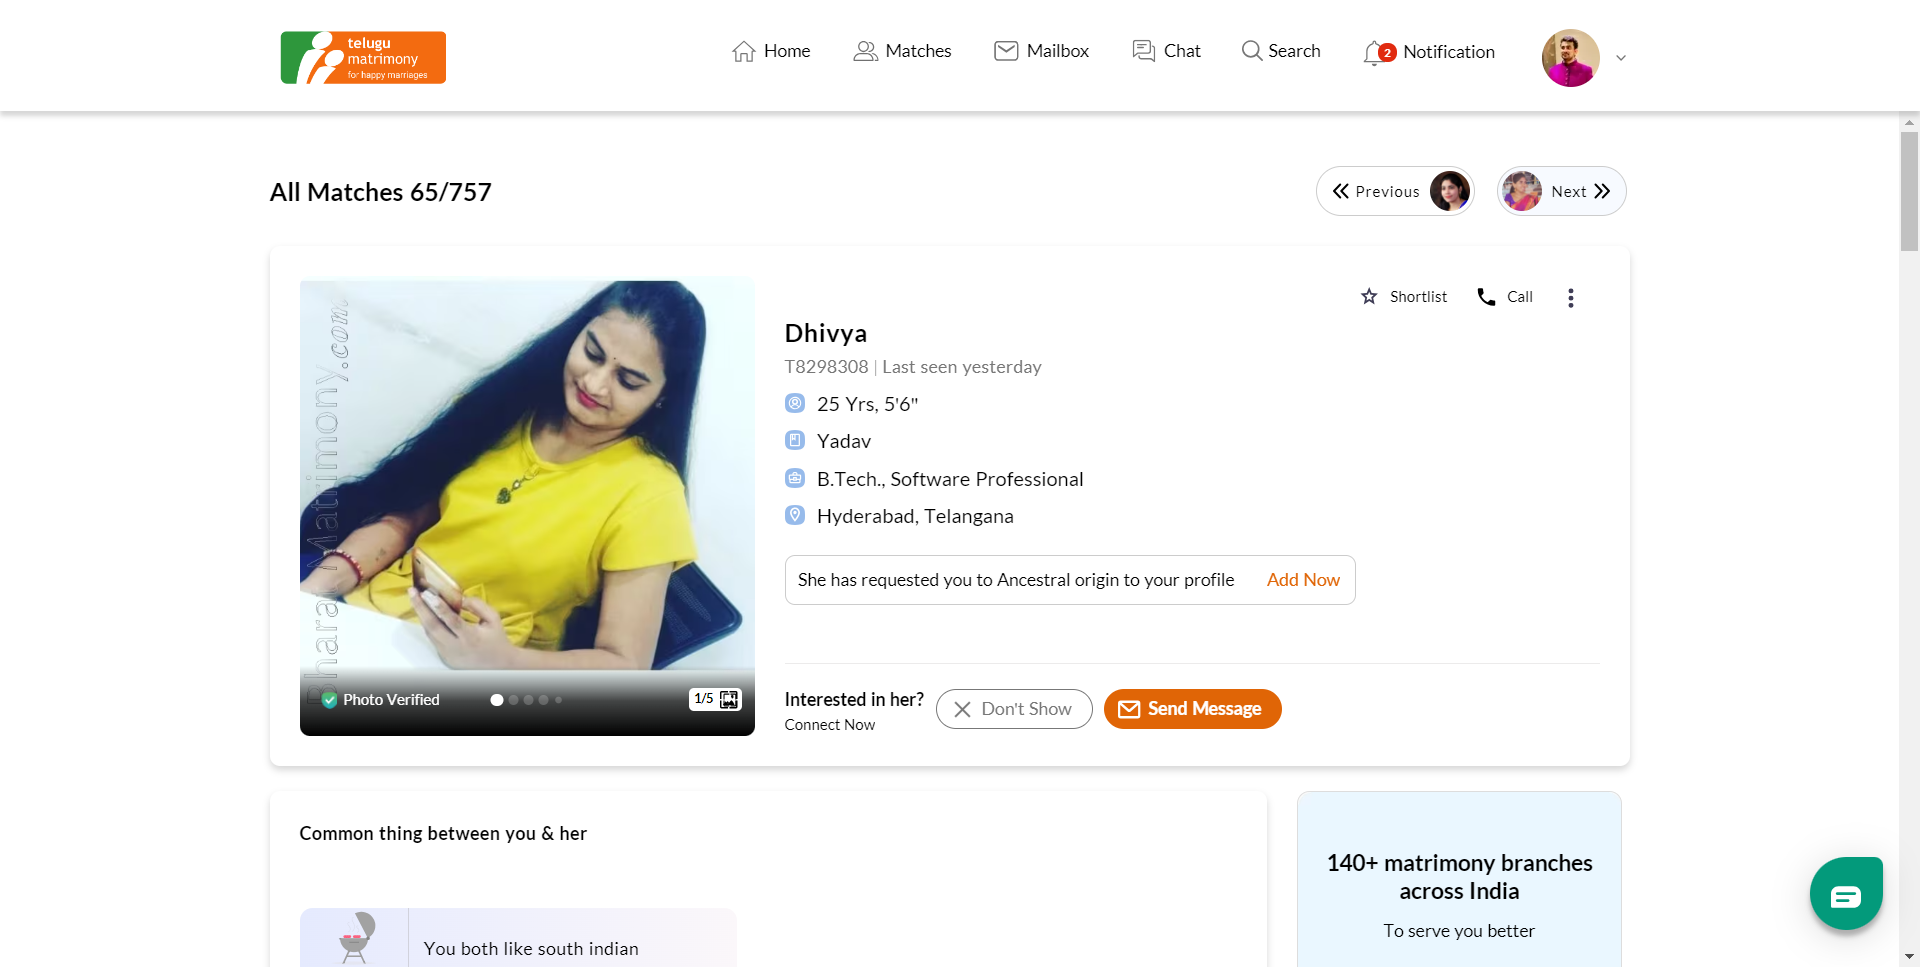 telugu
matrimony
for happy marriages
Home
Matches
Mailbox
Chat
Search
2
Notification
All Matches 65/757
Previous
Next
BharatMatrimony.com
Photo Verified
1/5
Shortlist
Call
Dhivya
T8298308 | Last seen yesterday
25 Yrs, 5'6"
Yadav
B.Tech., Software Professional
Hyderabad, Telangana
She has requested you to Ancestral origin to your profile Add Now
Interested in her?
Connect Now
Don't Show
Send Message
Common thing between you & her
You both like south indian
140+ matrimony branches
across India
To serve you better